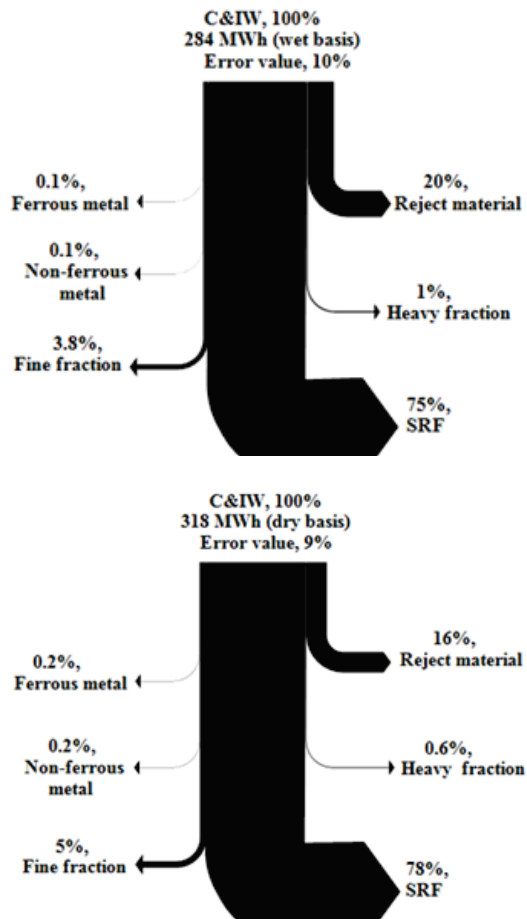 C&IW, 100%
284 MWh (wet basis)
Error value, 10%
0.1%,
Ferrous metal
20%,
Reject material
0.1%,
Non-ferrous
metal
1%,
Heavy fraction
3.8%,
Fine fraction
75%,
SRF
C&IW, 100%
318 MWh (dry basis)
Error value, 9%
0.2%,
Ferrous metal
16%,
Reject material
0.2%,
Non-ferrous
metal
0.6%,
Heavy fraction
5%,
Fine fraction
78%,
SRF